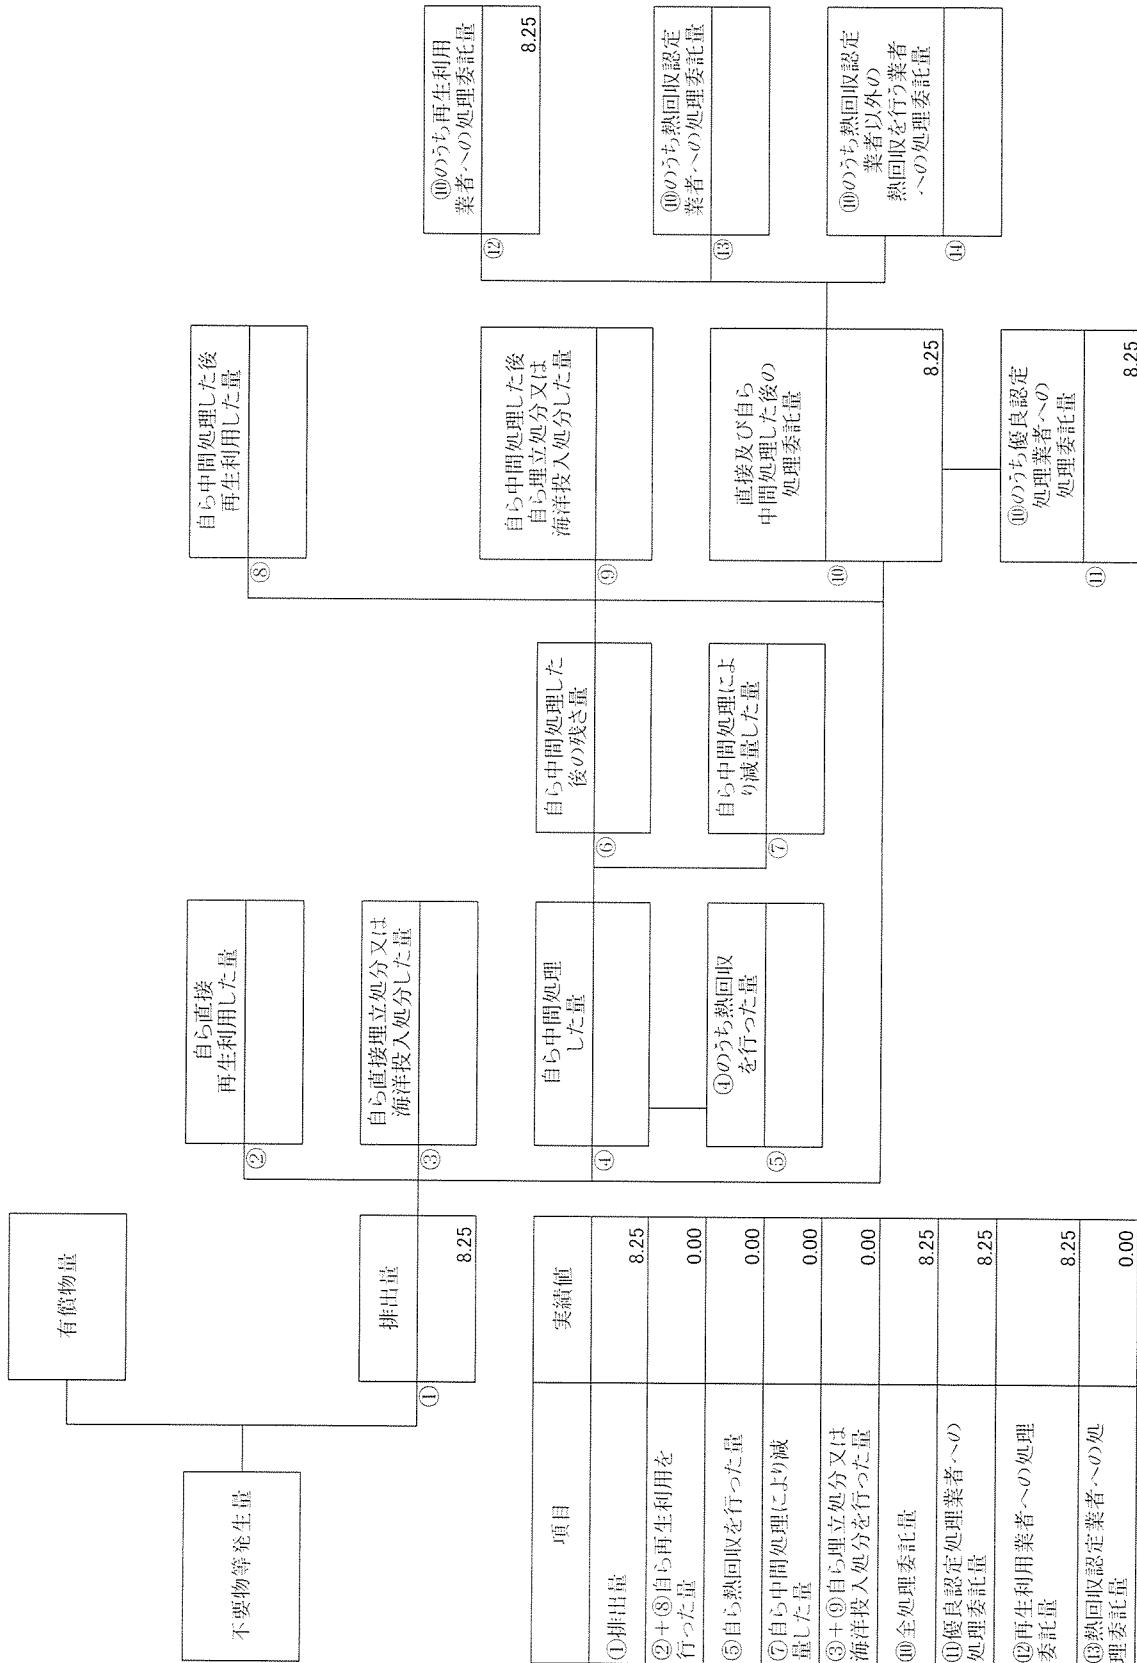 不要物等発生量
有償物量
①
排出量
8.25
②
自ら直接
再生利用した量
③
自ら直接埋立処分又は
海洋投入処分した量
④
自ら中間処理
した量
⑤
④のうち熱回収
を行った量
⑥
自ら中間処理した
後の残さ量
⑦
自ら中間処理によ
り減量した量
⑧
自ら中間処理した後
再生利用した量
⑨
自ら中間処理した後
自ら埋立処分又は
海洋投入処分した量
⑩
直接及び自ら
中間処理した後の
処理委託量
8.25
⑪
⑩のうち優良認定
処理業者への
処理委託量
8.25
⑫
⑩のうち再生利用
業者への処理委託量
8.25
⑬
⑩のうち熱回収認定
業者への処理委託量
⑭
⑩のうち熱回収認定
業者以外の
熱回収を行う業者
への処理委託量
項目
実績値
①排出量
8.25
②+⑧自ら再生利用を
行った量
0.00
⑤自ら熱回収を行った量
0.00
⑦自ら中間処理により減
量した量
0.00
③+⑨自ら埋立処分又は
海洋投入処分を行った量
0.00
⑩全処理委託量
8.25
⑪優良認定処理業者への
処理委託量
8.25
⑫再生利用業者への処理
委託量
8.25
⑬熱回収認定業者への処
理委託量
0.00